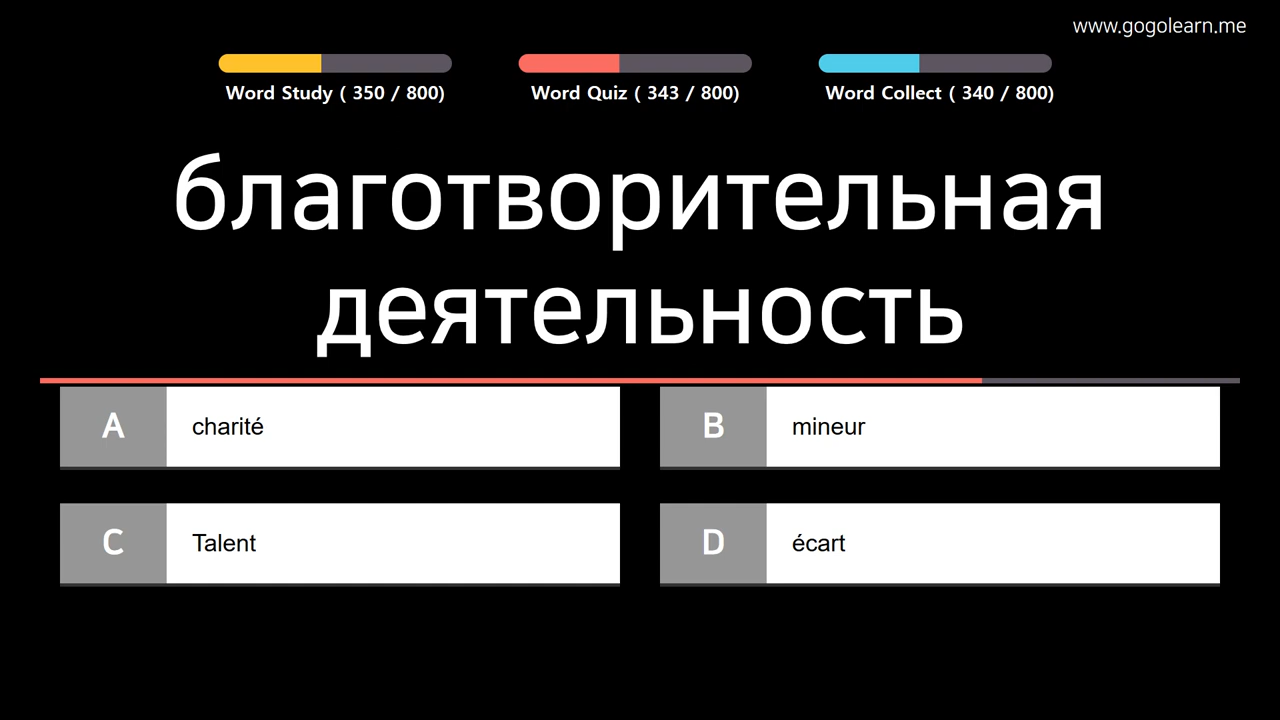 www.gogolearn.me
Word Study ( 350 / 800)
Word Quiz ( 343 / 800)
Word Collect ( 340 / 800)
благотворительная
деятельность
A charité
B mineur
C Talent
D écart